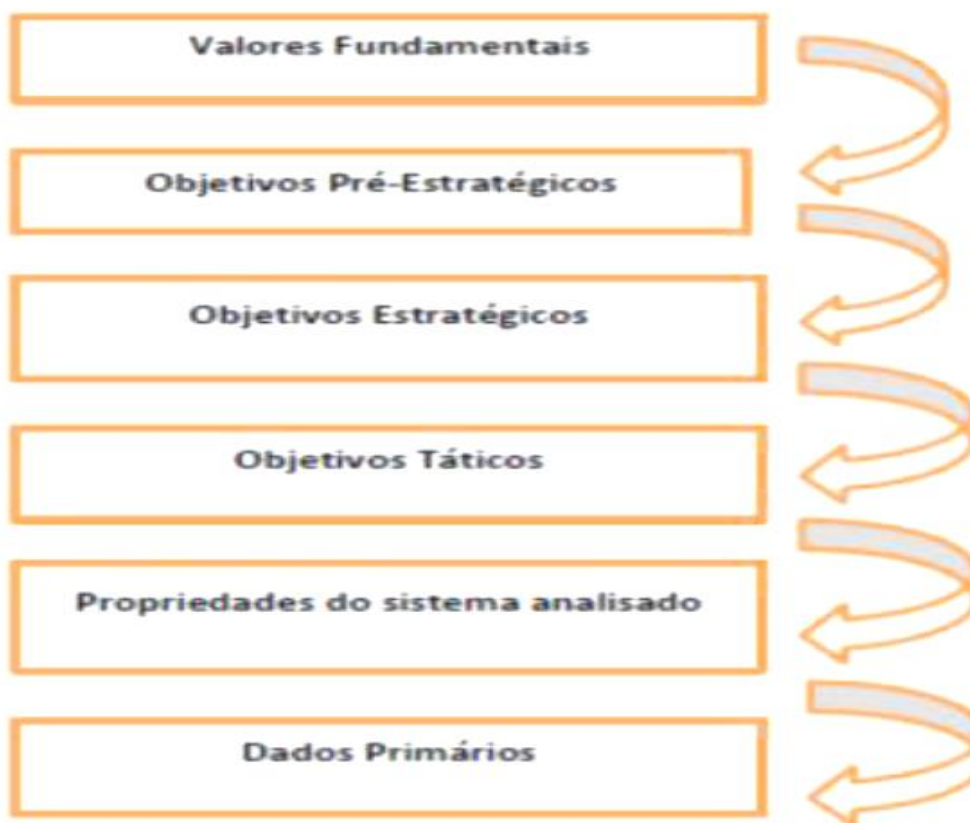 Valores Fundamentais
Objetivos Pré-Estratégicos
Objetivos Estratégicos
Objetivos Táticos
Propriedades do sistema analisado
Dados Primários